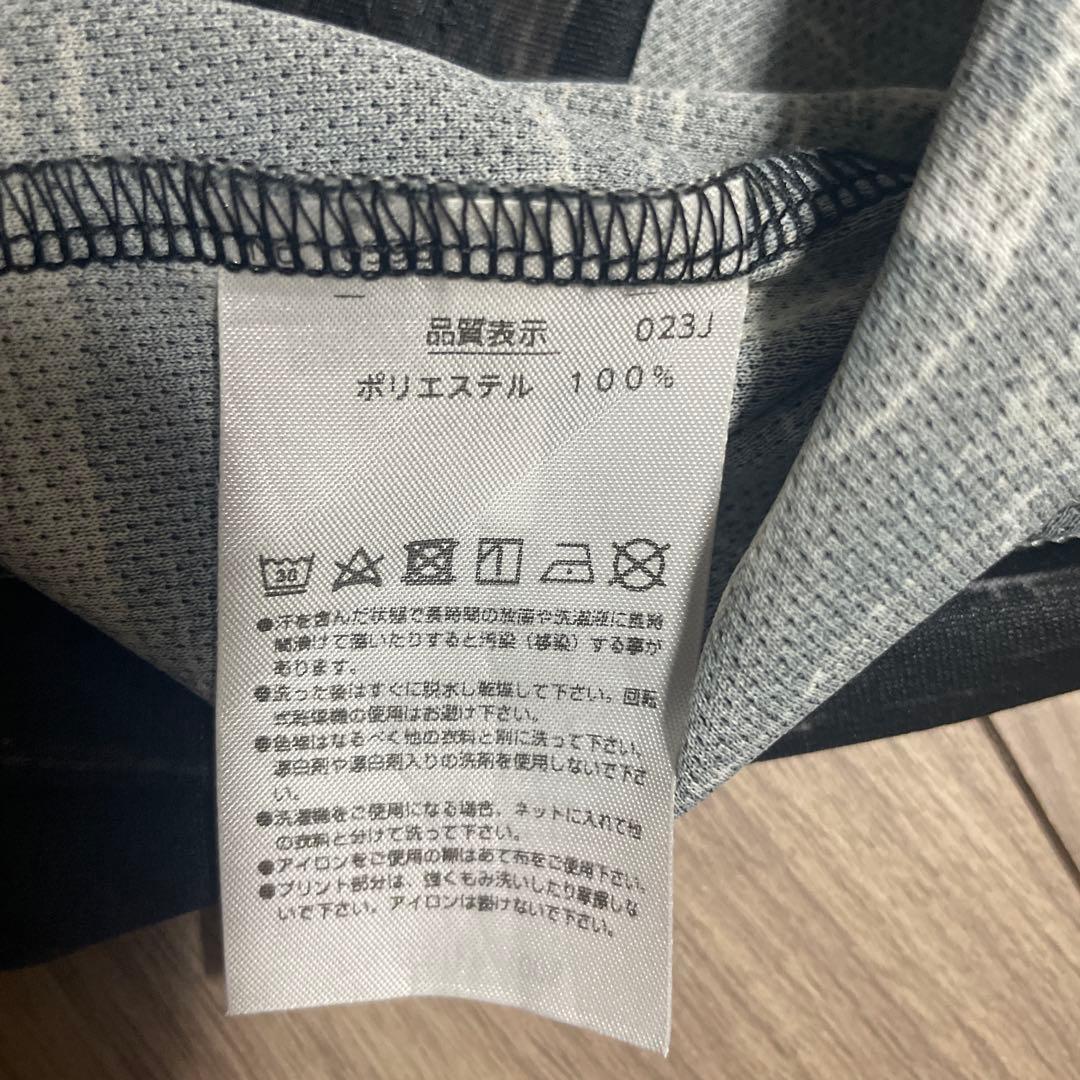 品質表示 023J
ポリエステル 100%
30
●汗を含んだ状態で長時間の放置や洗濯液に長時
間漬けて置いたりすると汚染(移染)する事が
あります。
●洗った後はすぐに脱水し乾燥して下さい。回転
式乾燥機の使用はお避け下さい。
●色物はなるべく他の衣料と別に洗って下さい。
漂白剤や漂白剤入りの洗剤を使用しないで下さ
い。
●洗濯機をご使用になる場合、ネットに入れて他
の衣料と分けて洗って下さい。
●アイロンをご使用の際はあて布をご使用下さい。
●プリント部分は、強くもみ洗いしたり摩擦しな
いで下さい。アイロンは掛けないで下さい。